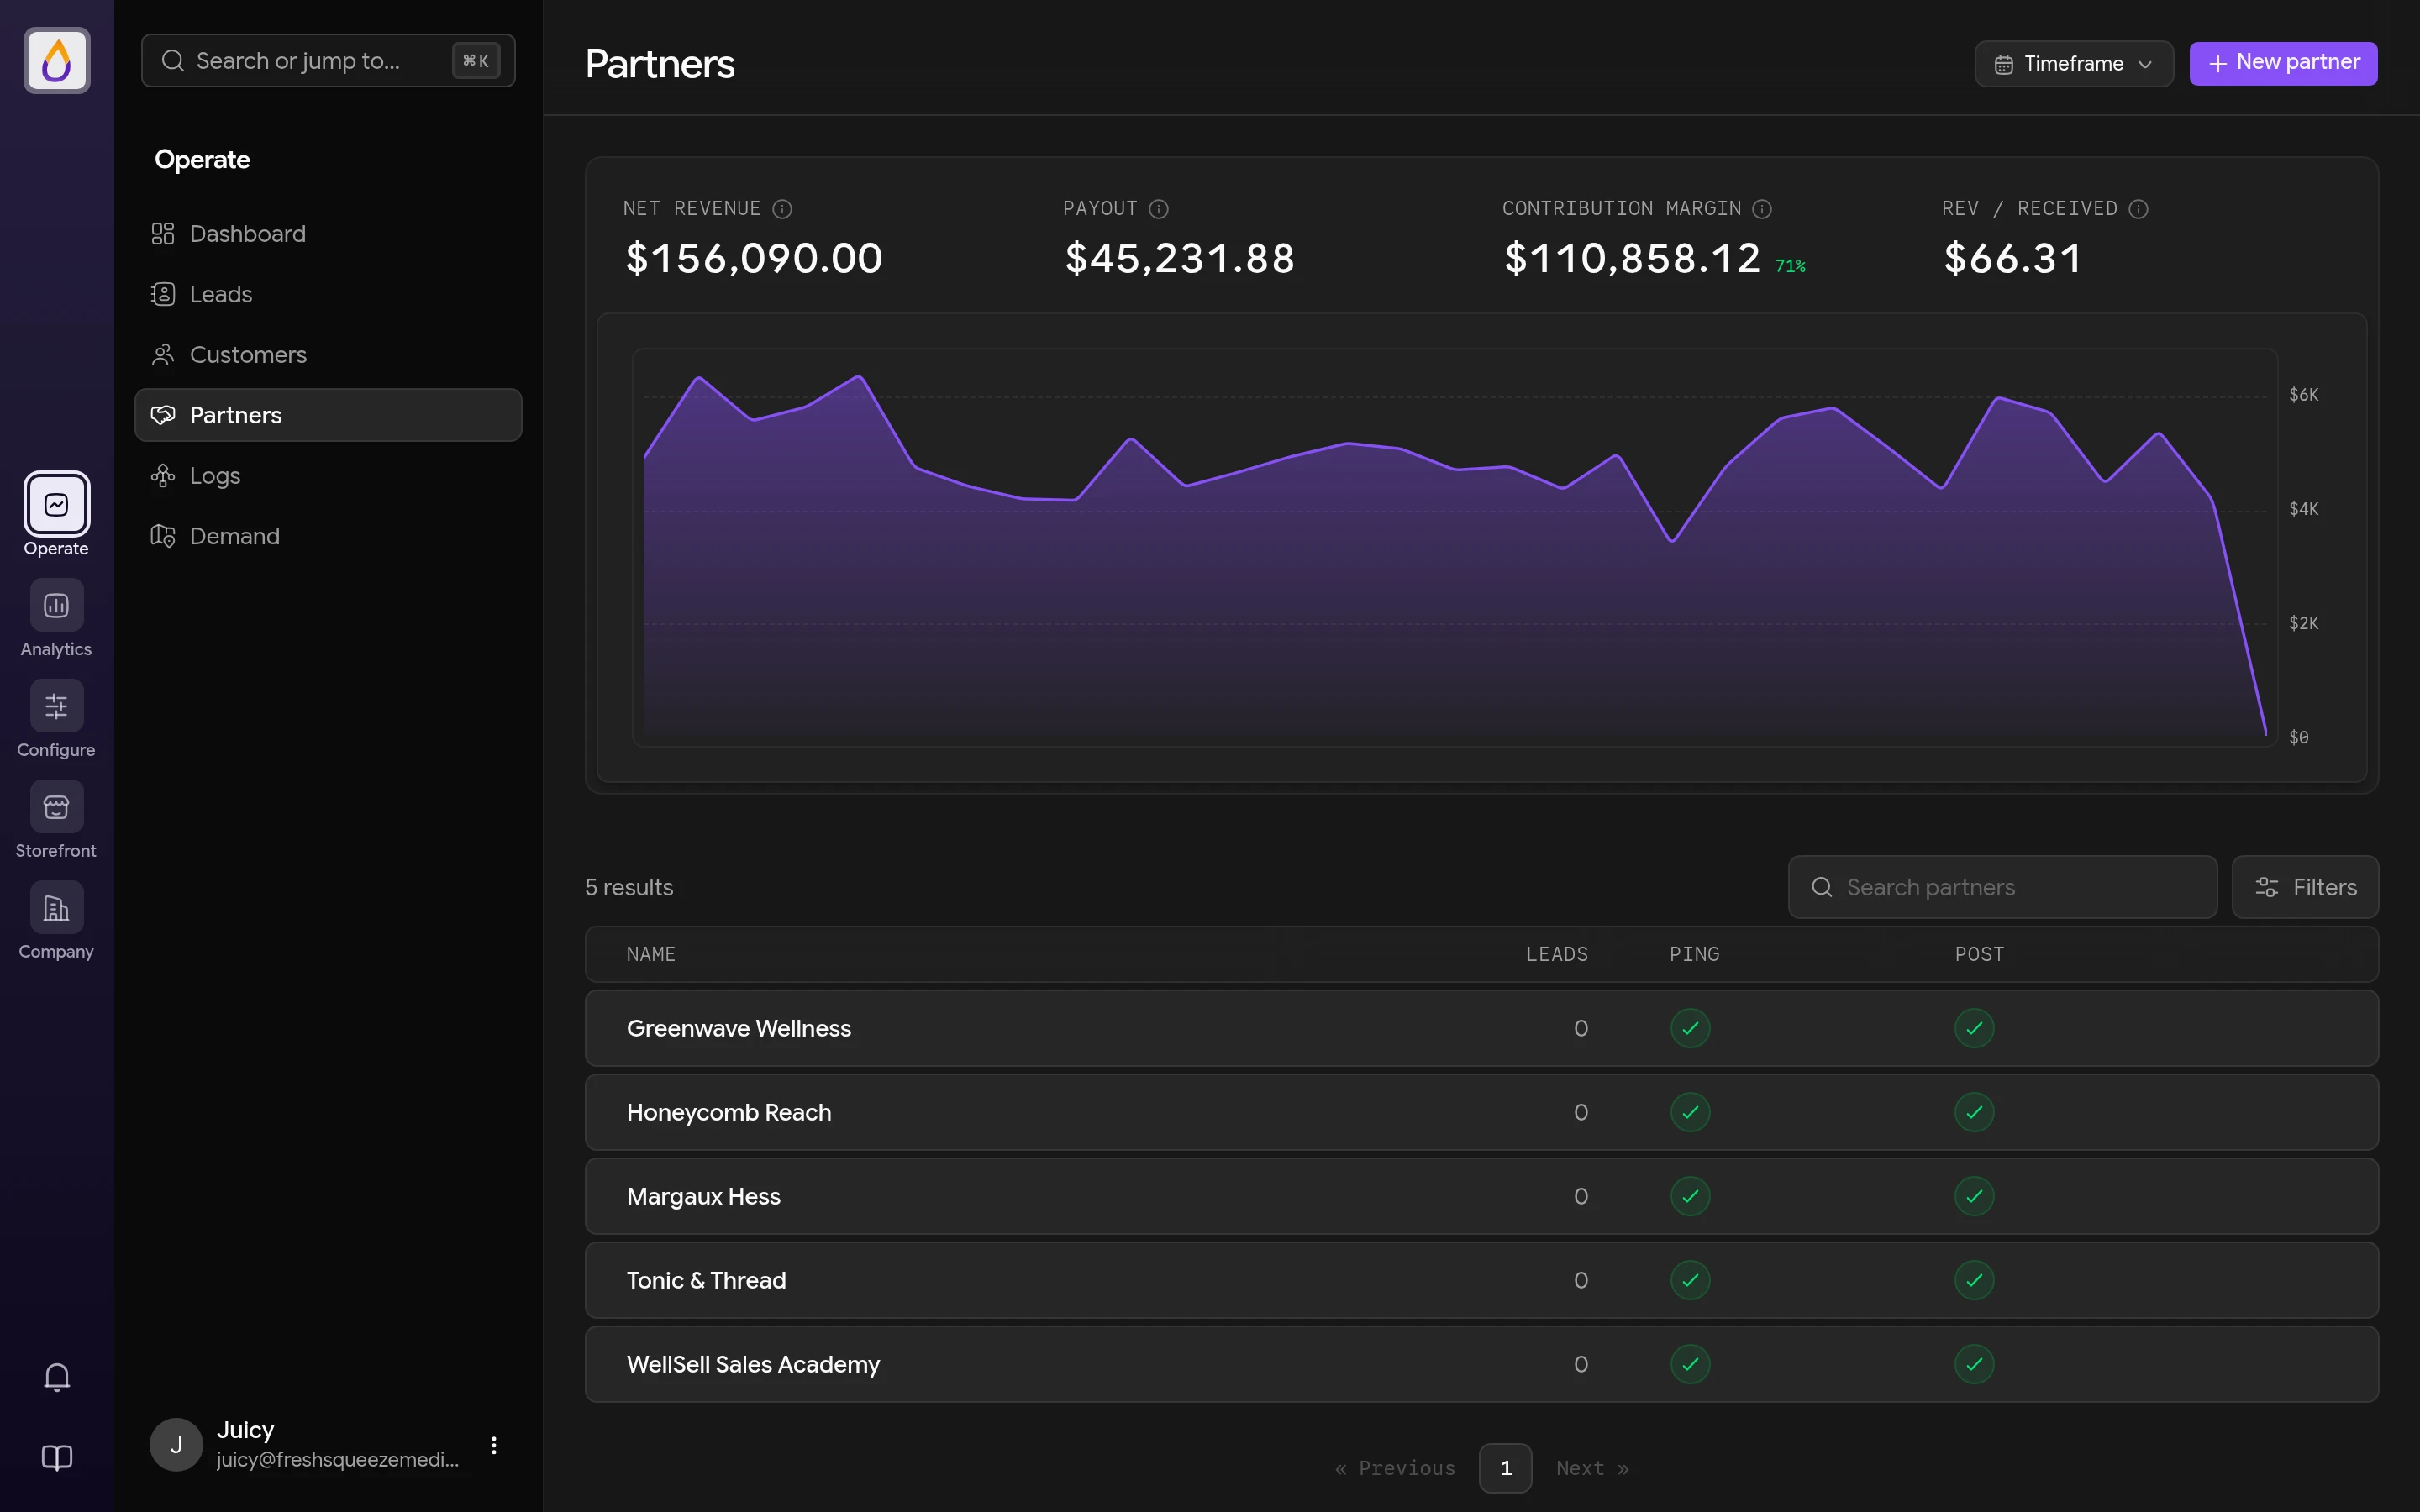 Search or jump to...
⌘K
Operate
Dashboard
Leads
Customers
Partners
Logs
Demand
Operate
Analytics
Configure
Storefront
Company
J
Juicy
juicy@freshsqueezemedi...
Partners
Timeframe
New partner
NET REVENUE
PAYOUT
CONTRIBUTION MARGIN
REV / RECEIVED
$156,090.00
$45,231.88
$110,858.12 71%
$66.31
$6K
$4K
$2K
$0
5 results
Search partners
Filters
NAME LEADS PING POST
Greenwave Wellness 0
Honeycomb Reach 0
Margaux Hess 0
Tonic & Thread 0
WellSell Sales Academy 0
« Previous 1 Next »